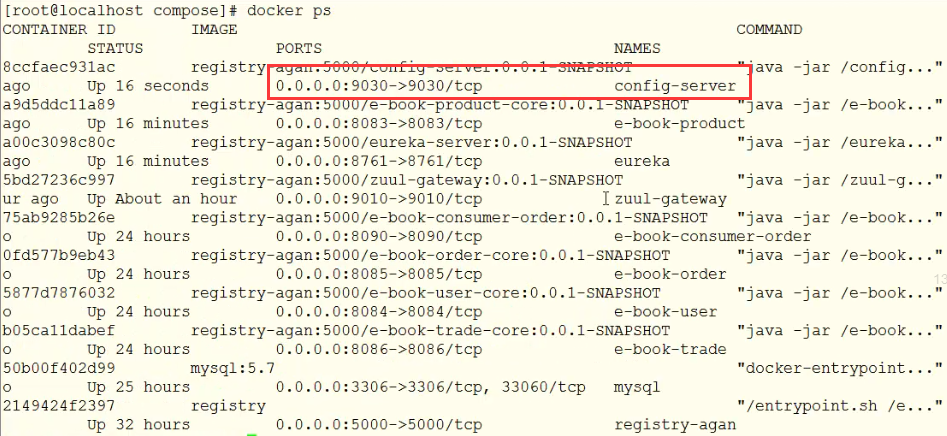 [root@localhost compose]# docker ps
CONTAINER ID        IMAGE                                                       COMMAND
         STATUS              PORTS                               NAMES
8ccfaec931ac        registry-agan:5000/config-server:0.0.1-SNAPSHOT             "java -jar /config..."
ago      Up 16 seconds       0.0.0.0:9030->9030/tcp              config-server
a9d5ddc11a89        registry-agan:5000/e-book-product-core:0.0.1-SNAPSHOT       "java -jar /e-book..."
ago      Up 16 minutes       0.0.0.0:8083->8083/tcp              e-book-product
a00c3098c80c        registry-agan:5000/eureka-server:0.0.1-SNAPSHOT             "java -jar /eureka..."
ago      Up 16 minute        0.0.0.0:8761->8761/tcp              eureka
5bd27236c997        registry-agan:5000/zuul-gateway:0.0.1-SNAPSHOT              "java -jar /zuul-g..."
ur ago   Up About an hour    0.0.0.0:9010->9010/tcp              zuul-gateway
75ab9285b26e        registry-agan:5000/e-book-consumer-order:0.0.1-SNAPSHOT     "java -jar /e-book..."
o        Up 24 hours         0.0.0.0:8090->8090/tcp              e-book-consumer-order
0fd577b9eb43        registry-agan:5000/e-book-order-core:0.0.1-SNAPSHOT         "java -jar /e-book..."
o        Up 24 hours         0.0.0.0:8085->8085/tcp              e-book-order
5877d7876032        registry-agan:5000/e-book-user-core:0.0.1-SNAPSHOT          "java -jar /e-book..."
o        Up 24 hours         0.0.0.0:8084->8084/tcp              e-book-user
b05ca11dabef        registry-agan:5000/e-book-trade-core:0.0.1-SNAPSHOT         "java -jar /e-book..."
o        Up 24 hours         0.0.0.0:8086->8086/tcp              e-book-trade
50b00f402d99        mysql:5.7                                                   "docker-entrypoint..."
o        Up 25 hours         0.0.0.0:3306->3306/tcp, 33060/tcp   mysql
2149424f2397        registry                                                    "/entrypoint.sh /e..."
         Up 32 hours         0.0.0.0:5000->5000/tcp              registry-agan